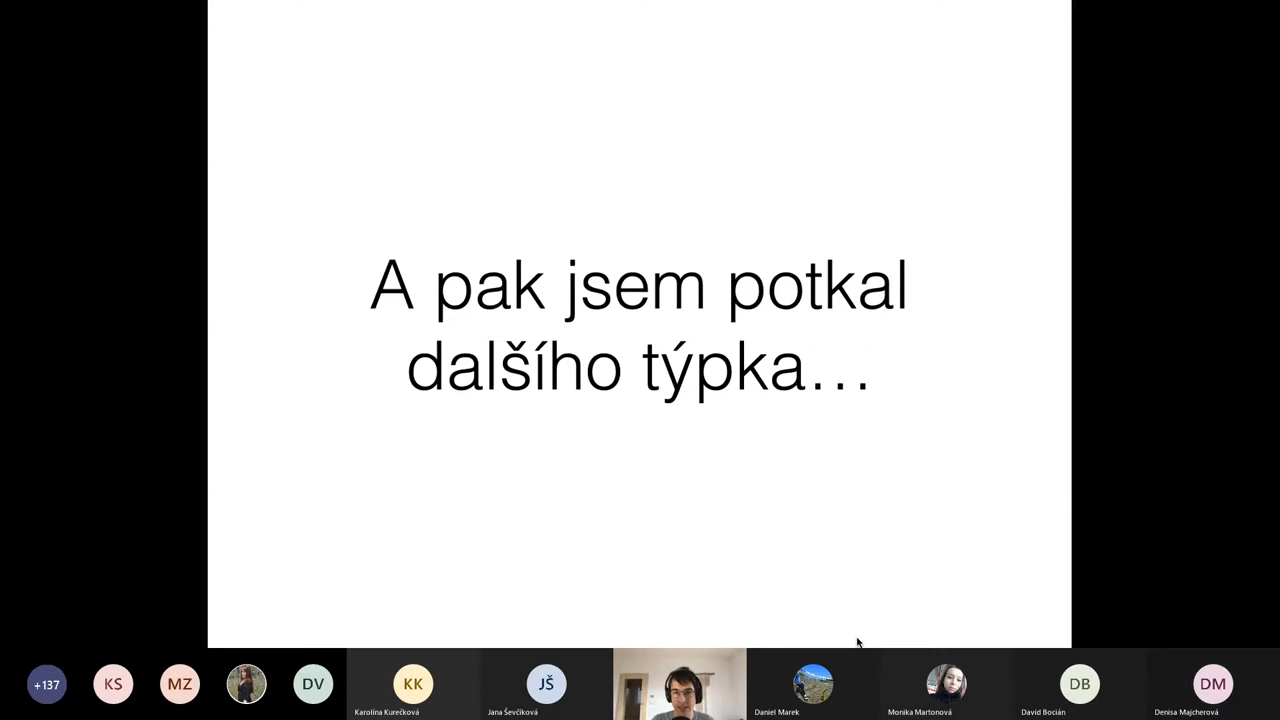 A pak jsem potkal
dalšího týpka…
+137
KS
MZ
DV
KK
Karolína Kurečková
JŠ
Jana Ševčíková
Daniel Marek
Monika Martonová
DB
David Bocián
DM
Denisa Majcherová